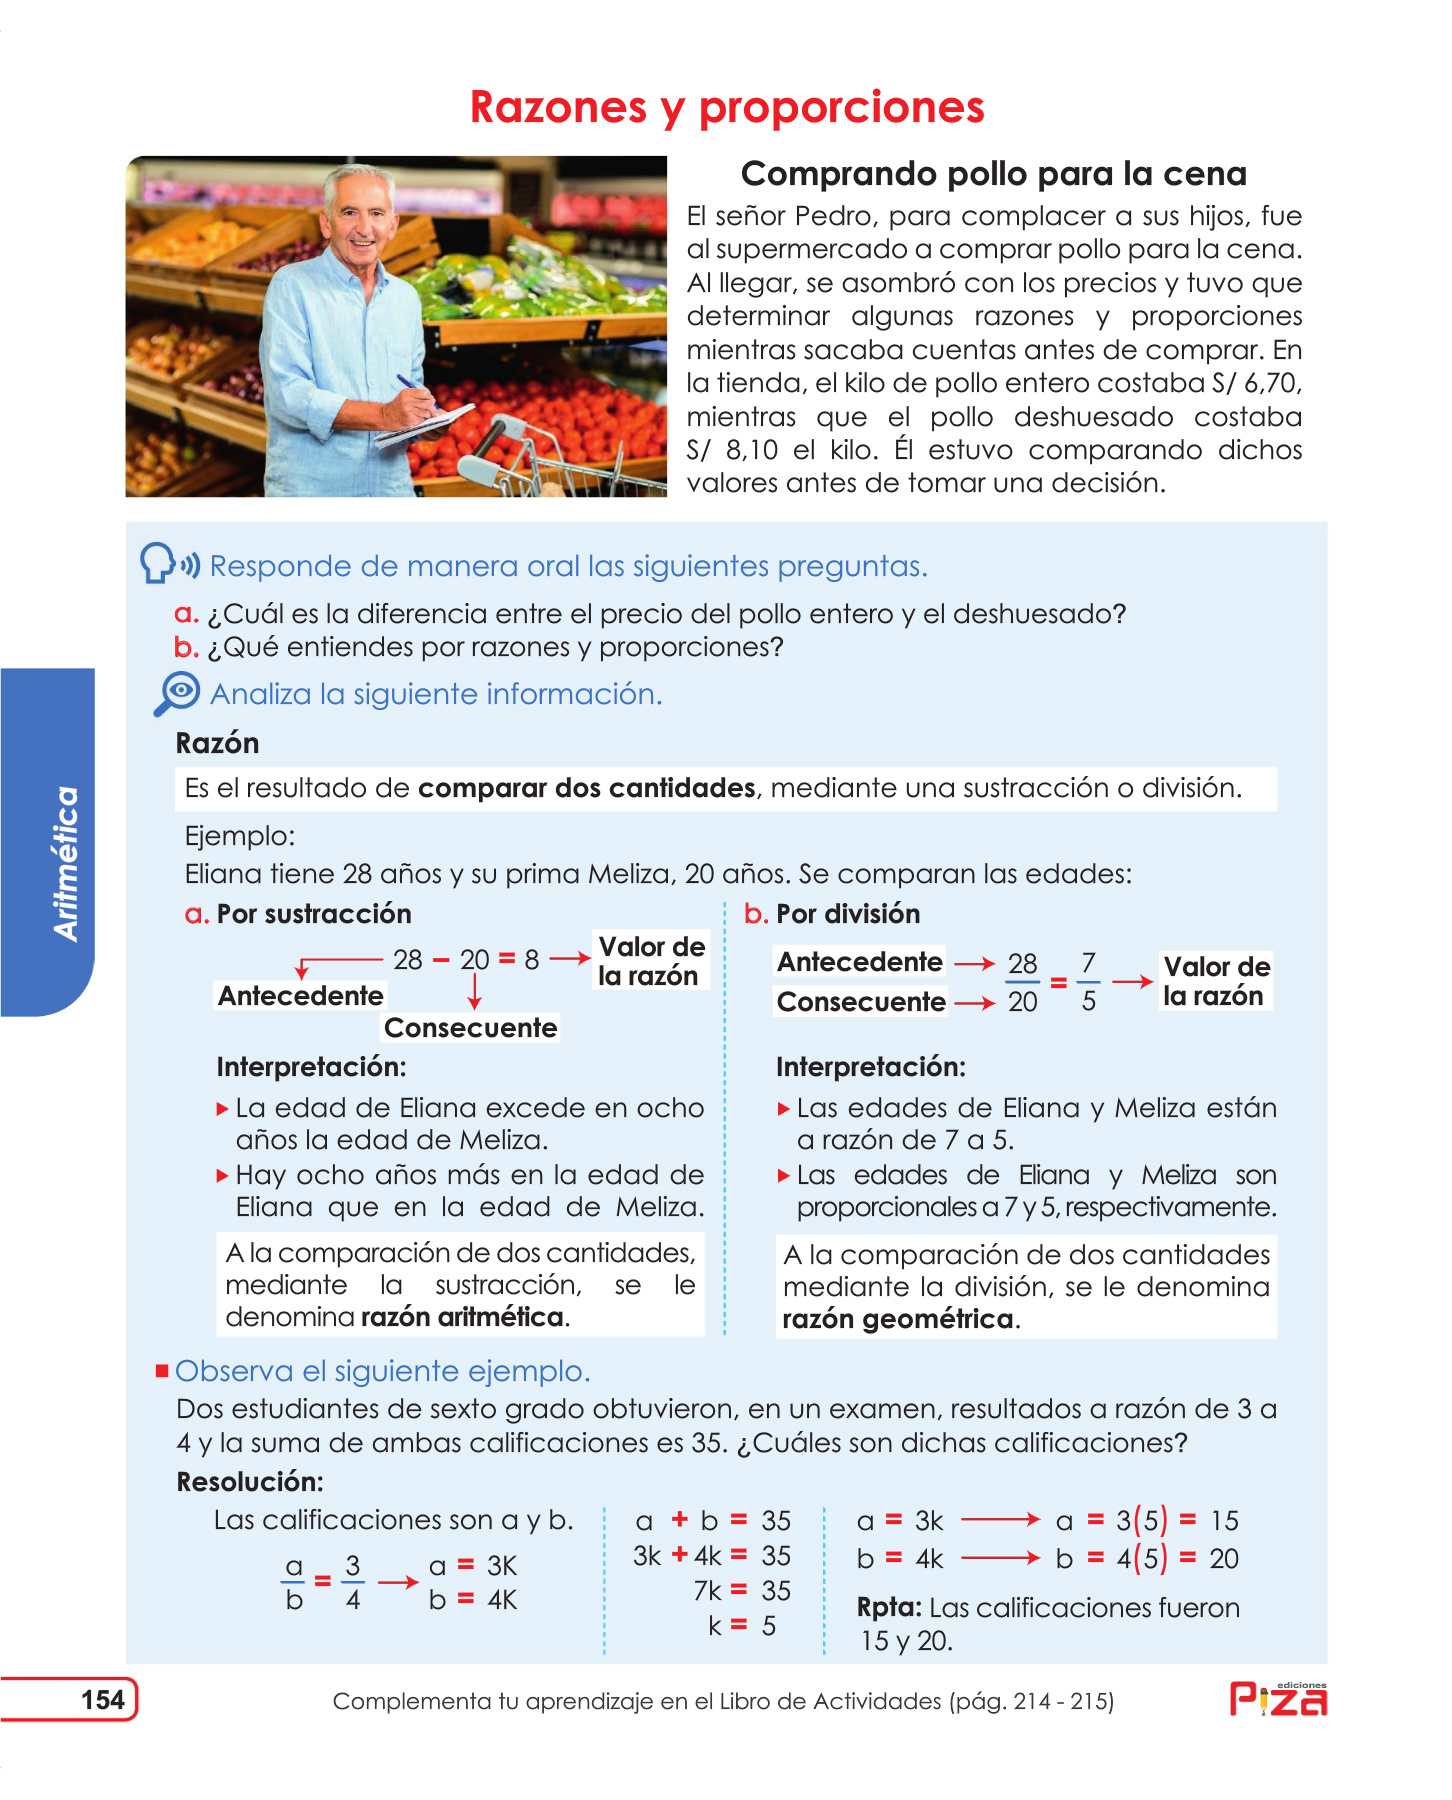 Razones y proporciones
Comprando pollo para la cena
El señor Pedro, para complacer a sus hijos, fue
al supermercado a comprar pollo para la cena.
Al llegar, se asombró con los precios y tuvo que
determinar algunas razones y proporciones
mientras sacaba cuentas antes de comprar. En
la tienda, el kilo de pollo entero costaba S/ 6,70,
mientras que el pollo deshuesado costaba
S/ 8,10 el kilo. Él estuvo comparando dichos
valores antes de tomar una decisión.
Responde de manera oral las siguientes preguntas.
a. ¿Cuál es la diferencia entre el precio del pollo entero y el deshuesado?
b. ¿Qué entiendes por razones y proporciones?
Analiza la siguiente información.
Razón
Es el resultado de comparar dos cantidades, mediante una sustracción o división.
Ejemplo:
Eliana tiene 28 años y su prima Meliza, 20 años. Se comparan las edades:
a. Por sustracción
28 – 20 = 8
Valor de
la razón
Antecedente
Consecuente
Interpretación:
La edad de Eliana excede en ocho
años la edad de Meliza.
Hay ocho años más en la edad de
Eliana que en la edad de Meliza.
A la comparación de dos cantidades,
mediante la sustracción, se le
denomina razón aritmética.
b. Por división
Antecedente 28 = 7
Consecuente 20 5
Valor de
la razón
Interpretación:
Las edades de Eliana y Meliza están
a razón de 7 a 5.
Las edades de Eliana y Meliza son
proporcionales a 7 y 5, respectivamente.
A la comparación de dos cantidades
mediante la división, se le denomina
razón geométrica.
Observa el siguiente ejemplo.
Dos estudiantes de sexto grado obtuvieron, en un examen, resultados a razón de 3 a
4 y la suma de ambas calificaciones es 35. ¿Cuáles son dichas calificaciones?
Resolución:
Las calificaciones son a y b.
a = 3 a = 3K
b 4 b = 4K
a + b = 35
3k + 4k = 35
7k = 35
k = 5
a = 3k a = 3(5) = 15
b = 4k b = 4(5) = 20
Rpta: Las calificaciones fueron
15 y 20.
Aritmética
154
Complementa tu aprendizaje en el Libro de Actividades (pág. 214 - 215)
ediciones
Piza